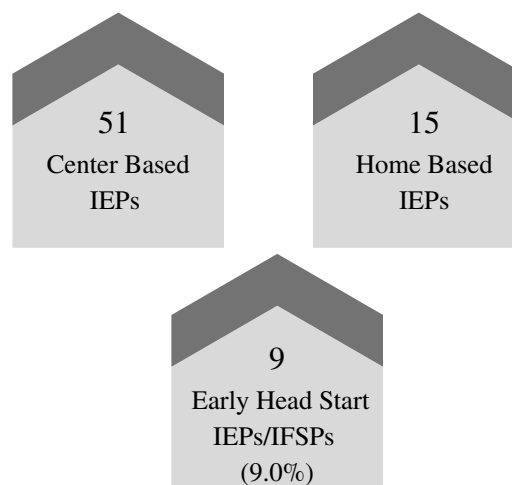 51
Center Based
IEPs
15
Home Based
IEPs
9
Early Head Start
IEPs/IFSPs
(9.0%)